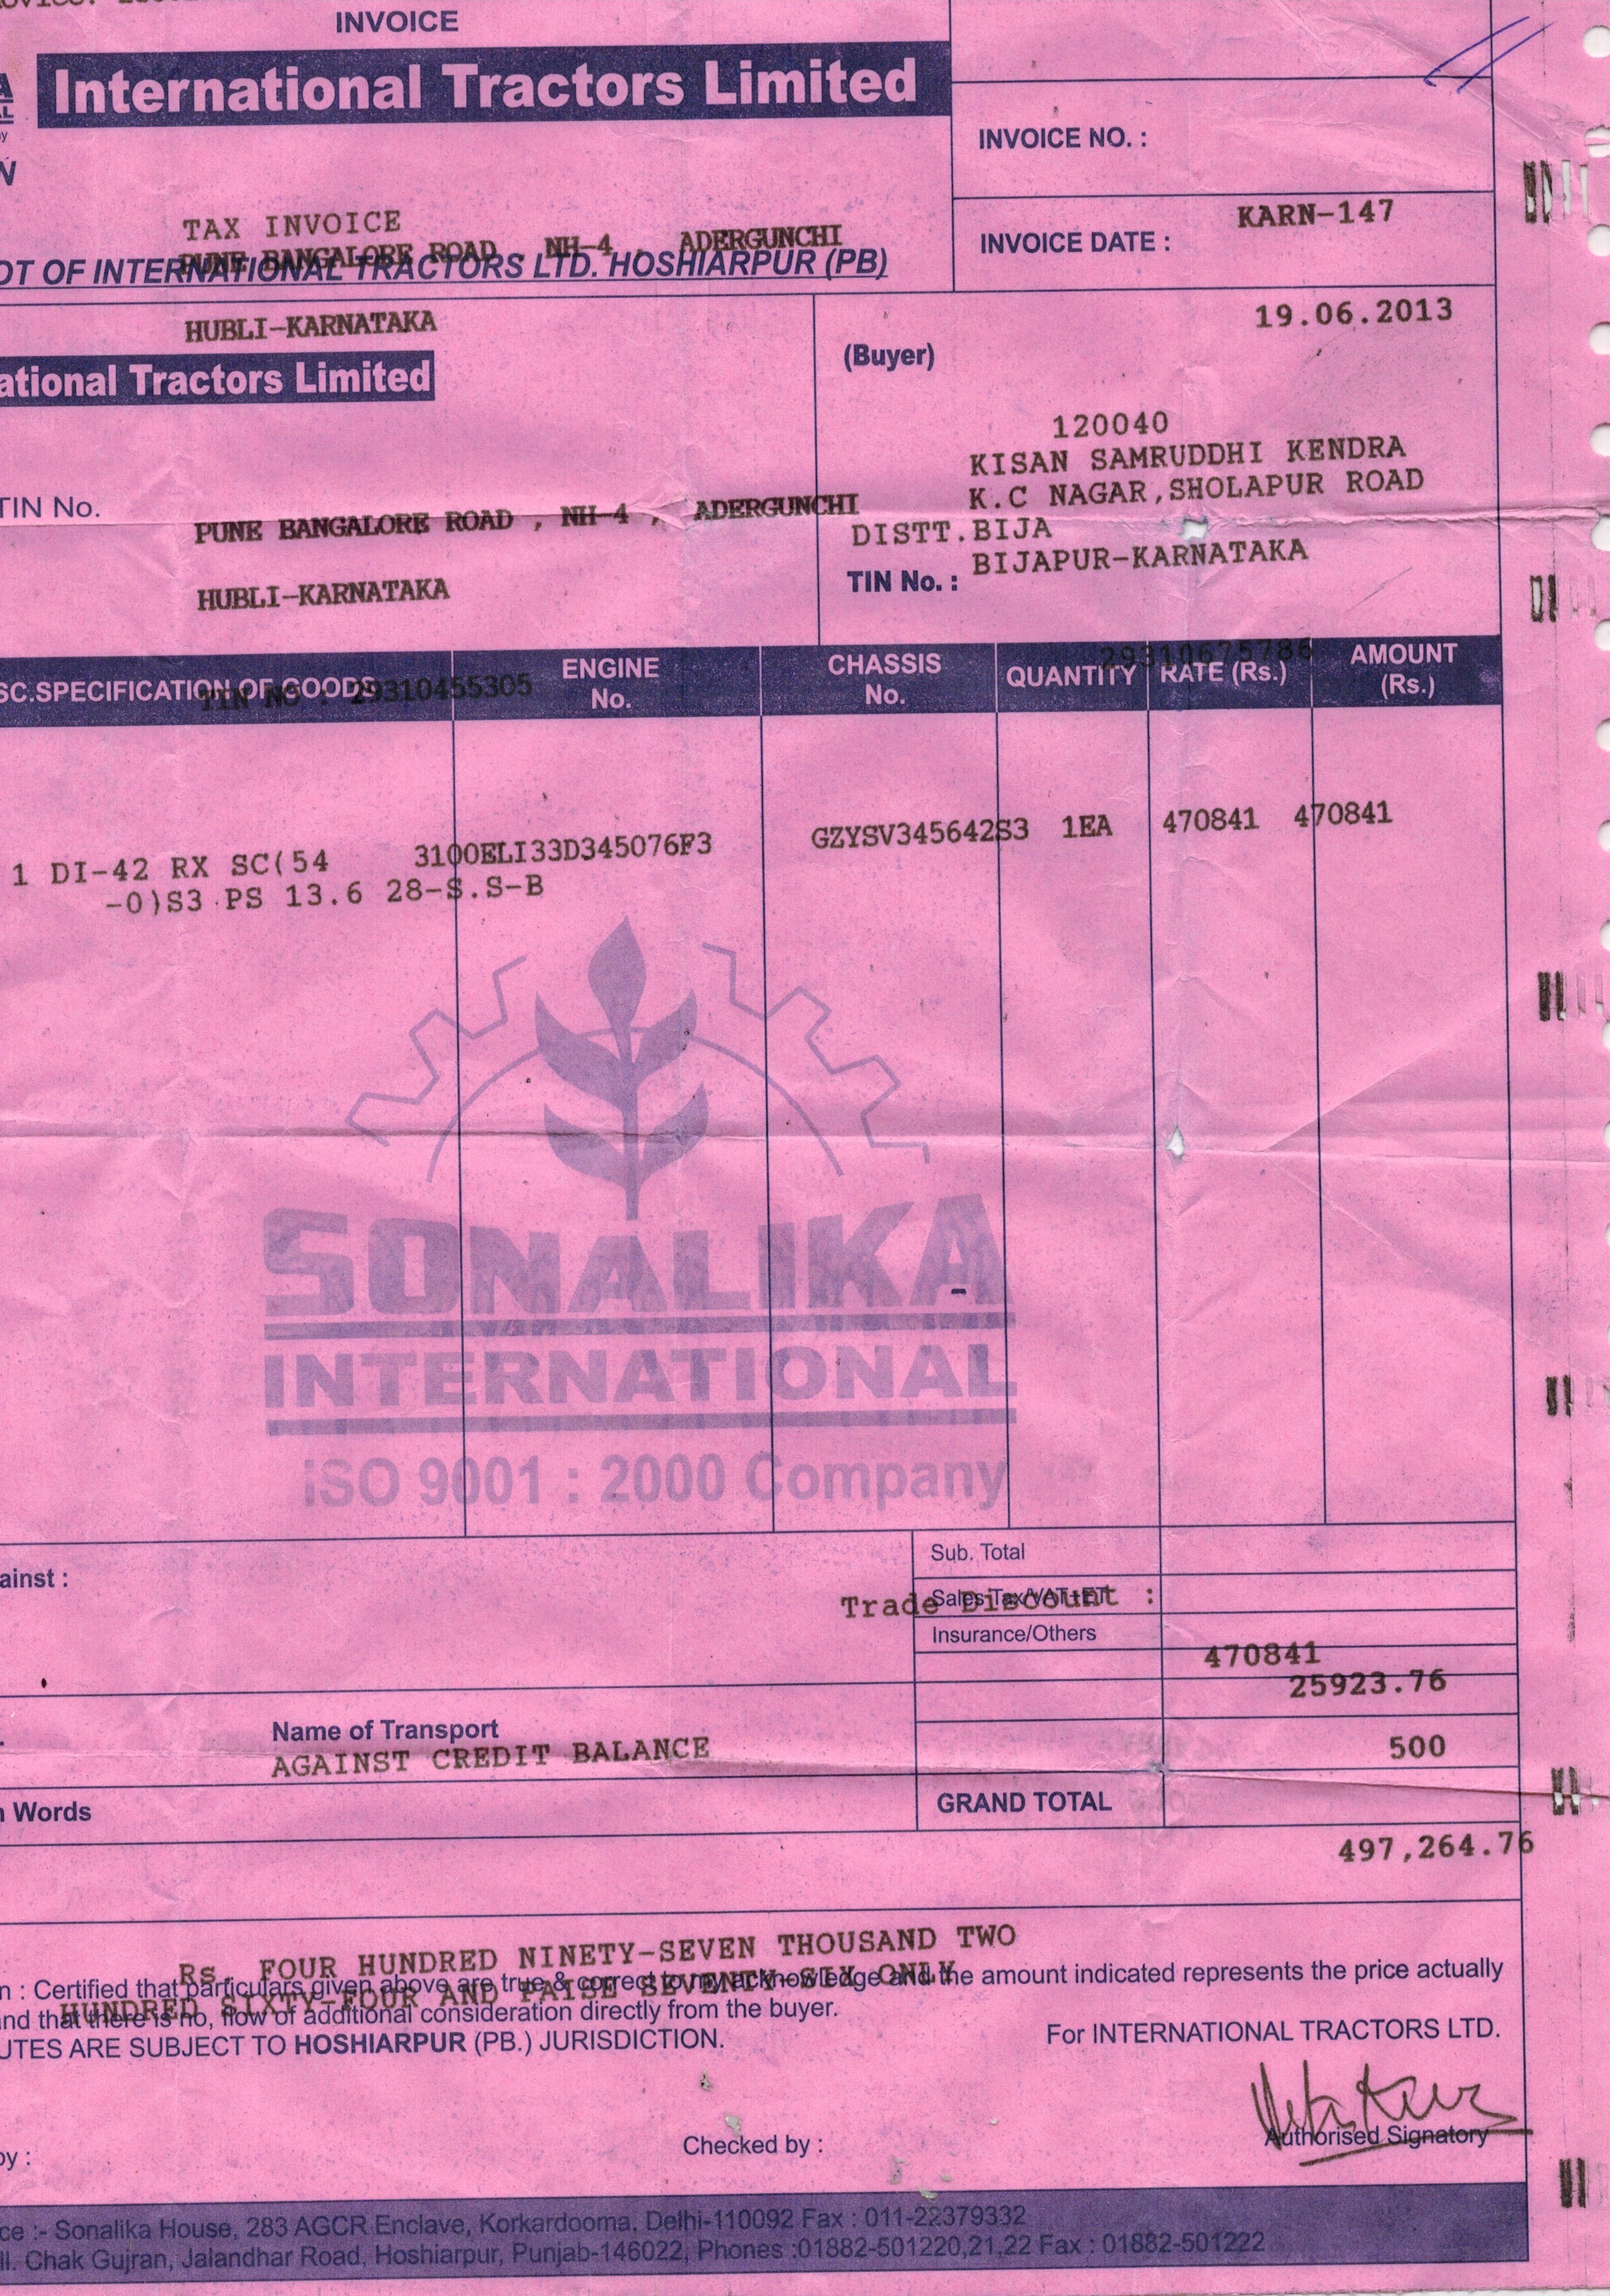 INVOICE
International Tractors Limited
INVOICE NO. :
KARN-147
TAX INVOICE
PUNE BANGALORE ROAD , NH-4 , ADERGUNCHI
INVOICE DATE :
OT OF INTERNATIONAL TRACTORS LTD. HOSHIARPUR (PB)
19.06.2013
HUBLI-KARNATAKA
(Buyer)
ational Tractors Limited
120040
KISAN SAMRUDDHI KENDRA
K.C NAGAR,SHOLAPUR ROAD
TIN No.
PUNE BANGALORE ROAD , NH-4 , ADERGUNCHI
DISTT.BIJA
BIJAPUR-KARNATAKA
TIN No. :
HUBLI-KARNATAKA
29310675786
SC.SPECIFICATION OF GOODS ENGINE No. CHASSIS No. QUANTITY RATE (Rs.) AMOUNT (Rs.)
TIN NO : 29310455305
1 DI-42 RX SC(54 3100ELI33D345076F3 GZYSV345642S3 1EA 470841 470841
-0)S3 PS 13.6 28-S.S-B
SONALIKA
INTERNATIONAL
iSO 9001 : 2000 Company
Sub. Total
ainst :
Sales Tax/VAT+ET
Trade Discount :
Insurance/Others
470841
25923.76
Name of Transport
AGAINST CREDIT BALANCE
500
n Words
GRAND TOTAL
497,264.76
Rs. FOUR HUNDRED NINETY-SEVEN THOUSAND TWO
HUNDRED SIXTY-FOUR AND PAISE SEVENTY-SIX ONLY
n : Certified that particulars given above are true & correct to my acknowledge and the amount indicated represents the price actually
and that there is no, flow of additional consideration directly from the buyer.
UTES ARE SUBJECT TO HOSHIARPUR (PB.) JURISDICTION.
For INTERNATIONAL TRACTORS LTD.
Checked by :
Authorised Signatory
by :
ce :- Sonalika House, 283 AGCR Enclave, Korkardooma, Delhi-110092 Fax : 011-22379332
ll. Chak Gujran, Jalandhar Road, Hoshiarpur, Punjab-146022, Phones :01882-501220,21,22 Fax : 01882-501222